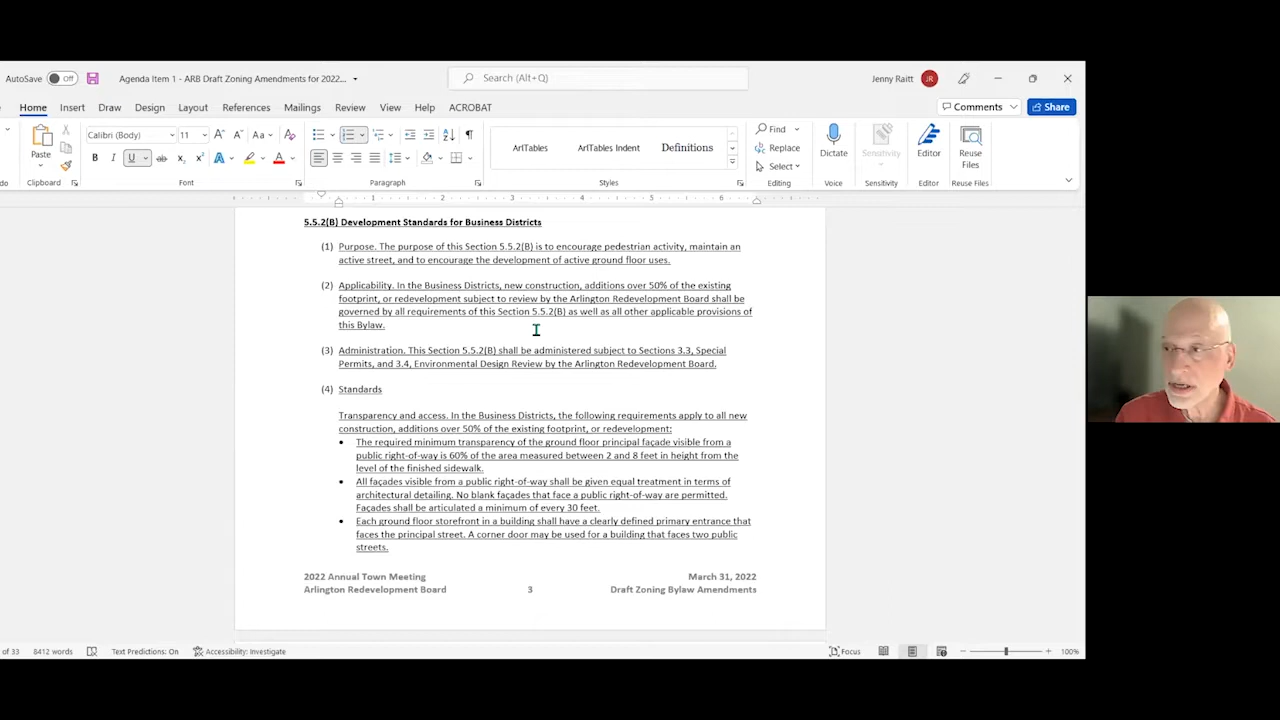 AutoSave Off Agenda Item 1 - ARB Draft Zoning Amendments for 2022... Search (Alt+Q) Jenny Raitt JR
Home Insert Draw Design Layout References Mailings Review View Help ACROBAT Comments Share
Paste
Clipboard
Calibri (Body) 11 A A Aa
B I U ab x₂ x² A A
Font
Paragraph
ArtTables ArtTables Indent Definitions
Styles
Find
Replace
Select
Editing
Dictate
Voice
Sensitivity
Sensitivity
Editor
Editor
Reuse Files
Reuse Files
1 2 3 4 5 6
5.5.2(B) Development Standards for Business Districts
(1) Purpose. The purpose of this Section 5.5.2(B) is to encourage pedestrian activity, maintain an
active street, and to encourage the development of active ground floor uses.
(2) Applicability. In the Business Districts, new construction, additions over 50% of the existing
footprint, or redevelopment subject to review by the Arlington Redevelopment Board shall be
governed by all requirements of this Section 5.5.2(B) as well as all other applicable provisions of
this Bylaw.
(3) Administration. This Section 5.5.2(B) shall be administered subject to Sections 3.3, Special
Permits, and 3.4, Environmental Design Review by the Arlington Redevelopment Board.
(4) Standards
Transparency and access. In the Business Districts, the following requirements apply to all new
construction, additions over 50% of the existing footprint, or redevelopment:
• The required minimum transparency of the ground floor principal façade visible from a
public right-of-way is 60% of the area measured between 2 and 8 feet in height from the
level of the finished sidewalk.
• All façades visible from a public right-of-way shall be given equal treatment in terms of
architectural detailing. No blank façades that face a public right-of-way are permitted.
Façades shall be articulated a minimum of every 30 feet.
• Each ground floor storefront in a building shall have a clearly defined primary entrance that
faces the principal street. A corner door may be used for a building that faces two public
streets.
2022 Annual Town Meeting March 31, 2022
Arlington Redevelopment Board 3 Draft Zoning Bylaw Amendments
of 33 8412 words Text Predictions: On Accessibility: Investigate Focus 100%